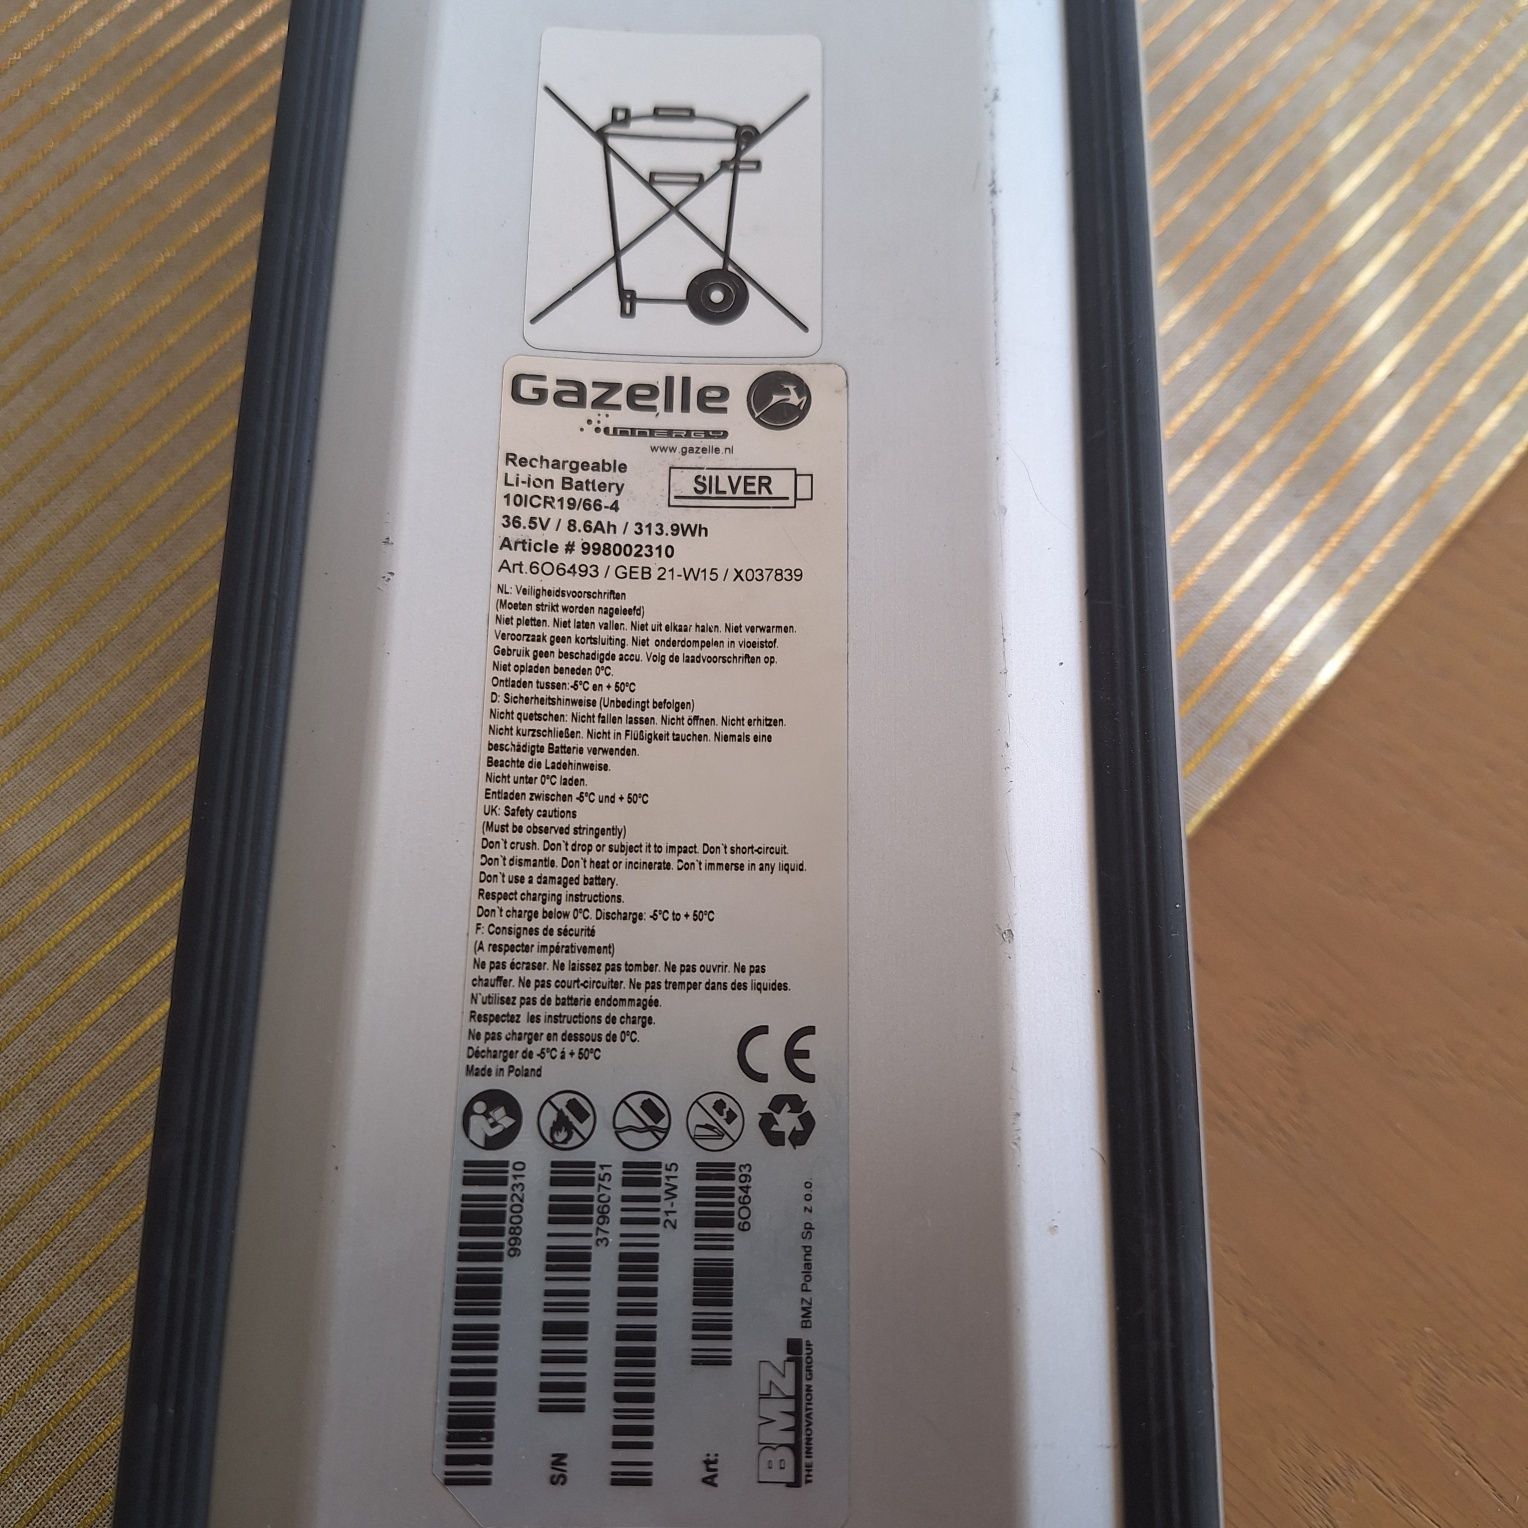 Gazelle
INNERGY
www.gazelle.nl
Rechargeable
Li-ion Battery
10ICR19/66-4
SILVER
36.5V / 8.6Ah / 313.9Wh
Article # 998002310
Art.6O6493 / GEB 21-W15 / X037839
NL: Veiligheidsvoorschriften
(Moeten strikt worden nageleefd)
Niet pletten. Niet laten vallen. Niet uit elkaar halen. Niet verwarmen.
Veroorzaak geen kortsluiting. Niet onderdompelen in vloeistof.
Gebruik geen beschadigde accu. Volg de laadvoorschriften op.
Niet opladen beneden 0°C.
Ontladen tussen:-5°C en + 50°C
D: Sicherheitshinweise (Unbedingt befolgen)
Nicht quetschen: Nicht fallen lassen. Nicht öffnen. Nicht erhitzen.
Nicht kurzschließen. Nicht in Flüßigkeit tauchen. Niemals eine
beschädigte Batterie verwenden.
Beachte die Ladehinweise.
Nicht unter 0°C laden.
Entladen zwischen -5°C und + 50°C
UK: Safety cautions
(Must be observed stringently)
Don`t crush. Don`t drop or subject it to impact. Don`t short-circuit.
Don`t dismantle. Don`t heat or incinerate. Don`t immerse in any liquid.
Don`t use a damaged battery.
Respect charging instructions.
Don`t charge below 0°C. Discharge: -5°C to + 50°C
F: Consignes de sécurité
(A respecter impérativement)
Ne pas écraser. Ne laissez pas tomber. Ne pas ouvrir. Ne pas
chauffer. Ne pas court-circuiter. Ne pas tremper dans des liquides.
N`utilisez pas de batterie endommagée.
Respectez les instructions de charge.
Ne pas charger en dessous de 0°C.
Décharger de -5°C á + 50°C
Made in Poland
CE
998002310
S/N
37960751
21-W15
Art:
6O6493
BMZ
THE INNOVATION GROUP
BMZ Poland Sp z o.o.